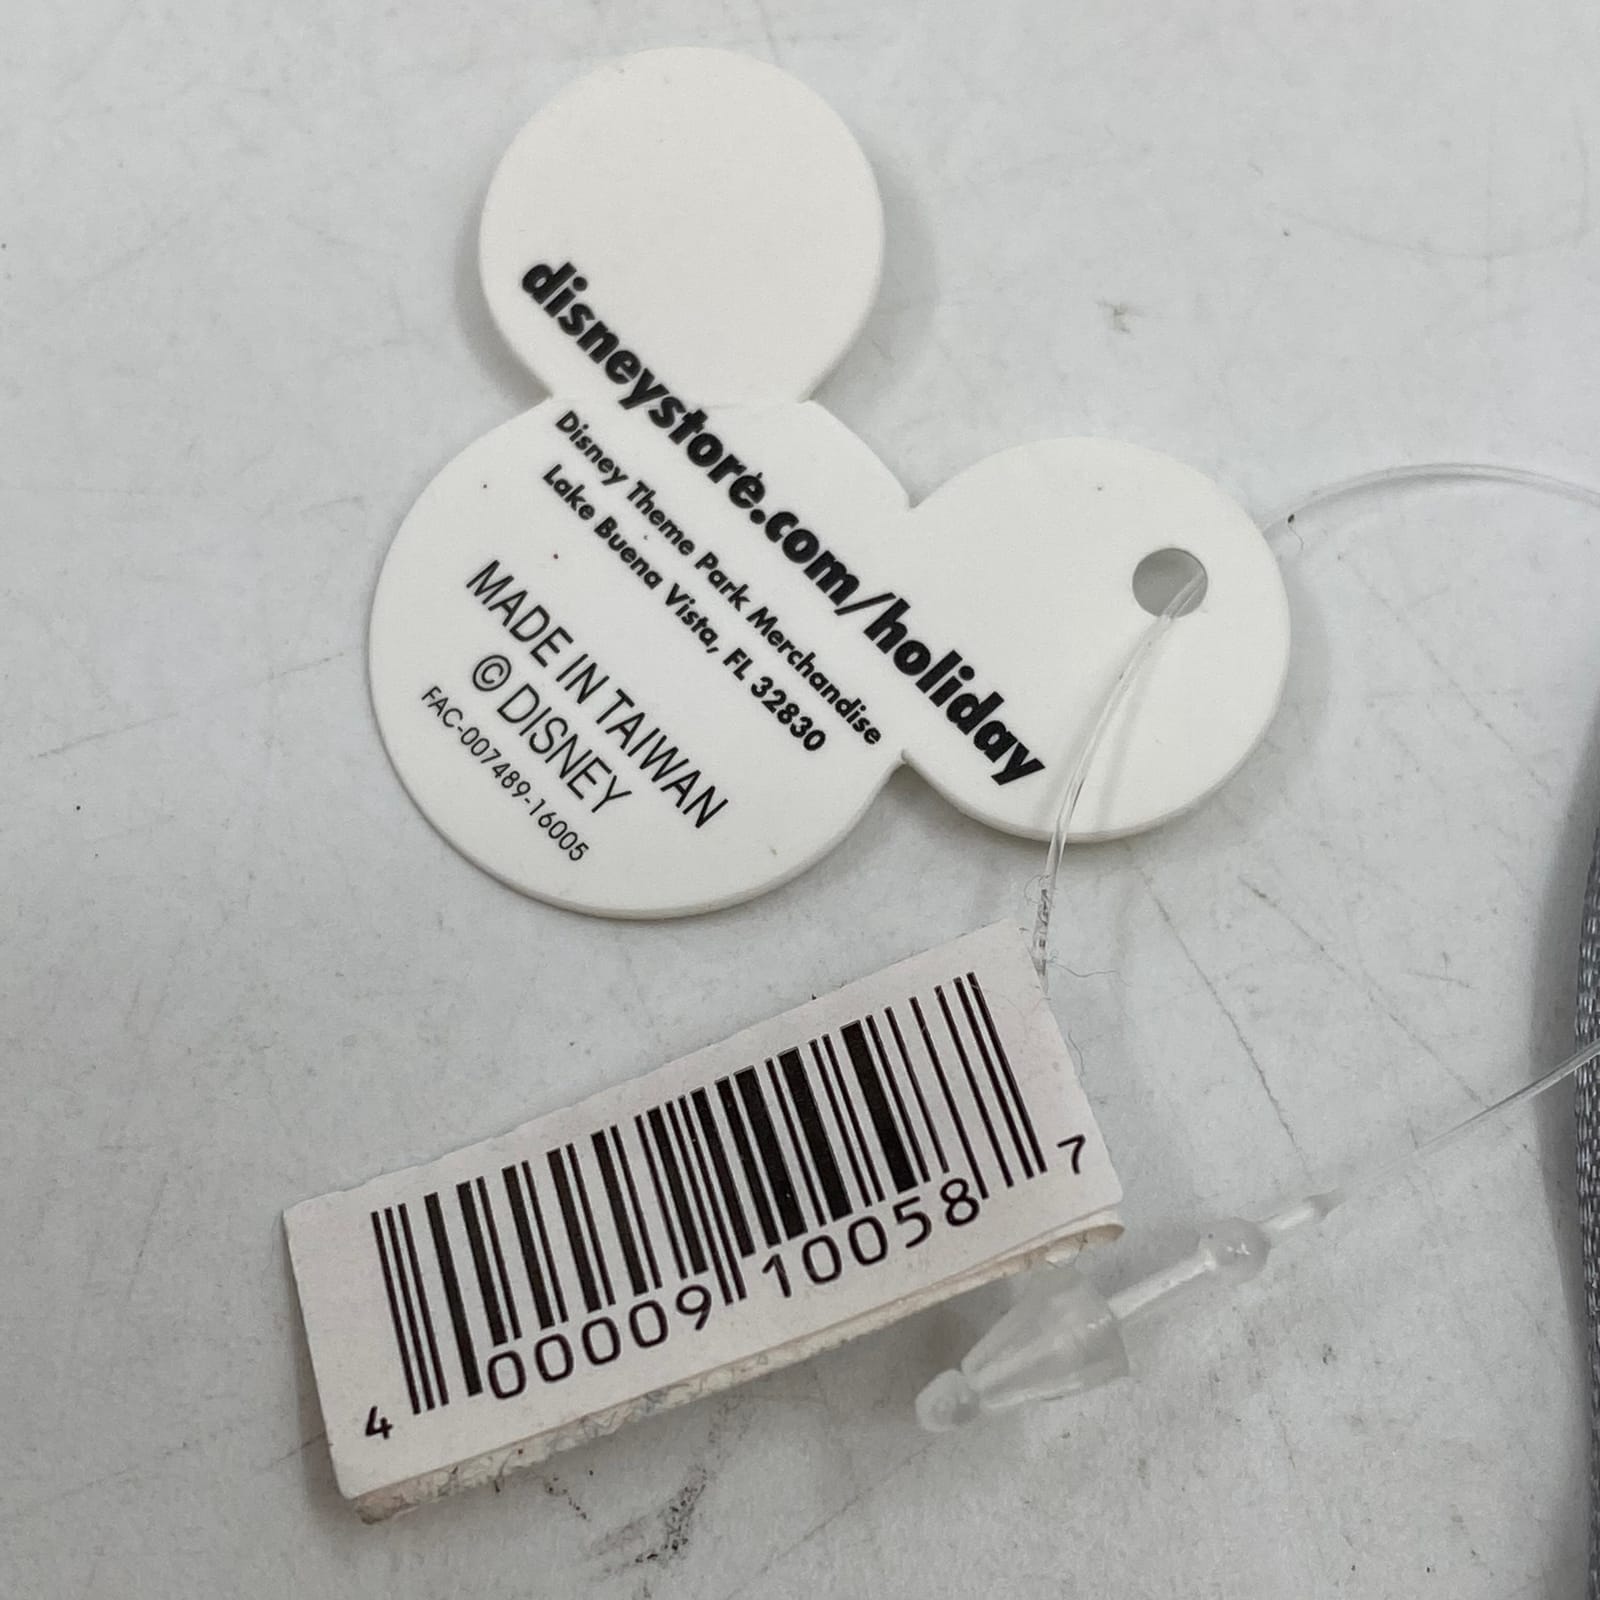 disneystore.com/holiday
Disney Theme Park Merchandise
Lake Buena Vista, FL 32830
MADE IN TAIWAN
© DISNEY
FAC-007489-16005
4 00009 10058 7